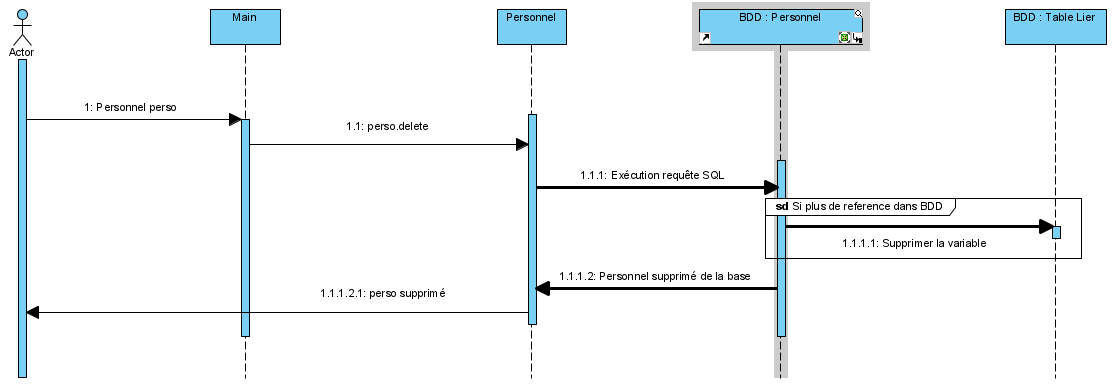 Main
Personnel
BDD : Personnel
BDD : Table Lier
Actor
1: Personnel perso
1.1: perso.delete
1.1.1: Exécution requête SQL
sd Si plus de reference dans BDD
1.1.1.1: Supprimer la variable
1.1.1.2: Personnel supprimé de la base
1.1.1.2.1: perso supprimé